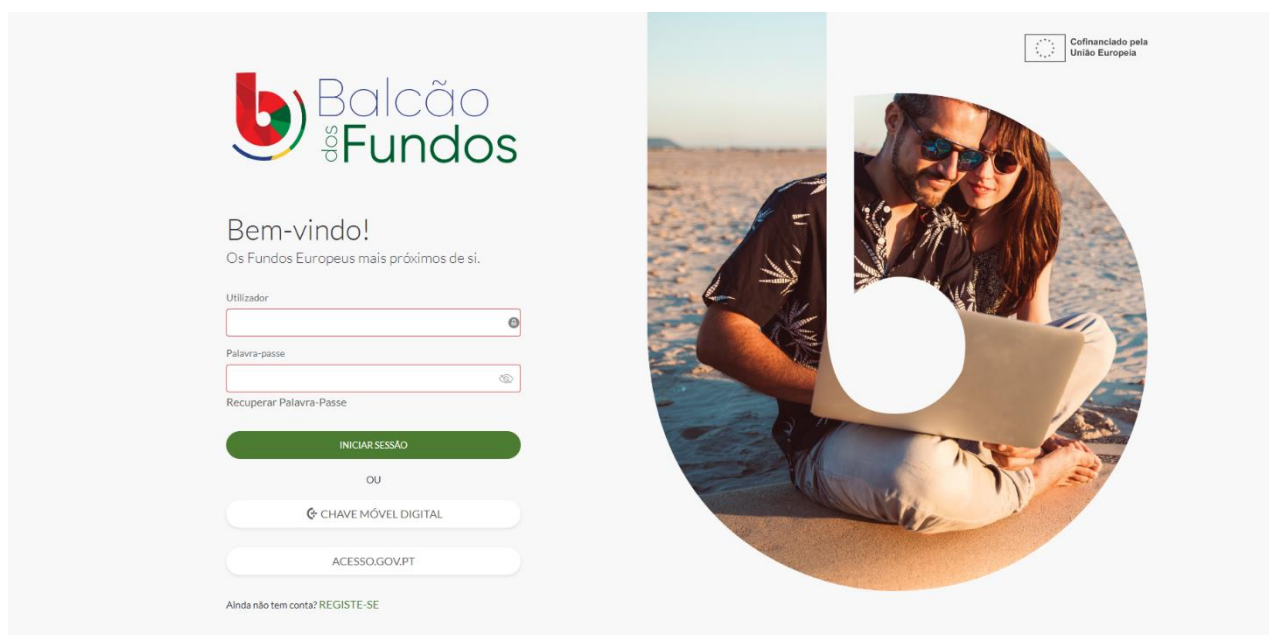 Balcão
dos Fundos
Cofinanciado pela
União Europeia
Bem-vindo!
Os Fundos Europeus mais próximos de si.
Utilizador
Palavra-passe
Recuperar Palavra-Passe
INICIAR SESSÃO
OU
CHAVE MÓVEL DIGITAL
ACESSO.GOV.PT
Ainda não tem conta? REGISTE-SE